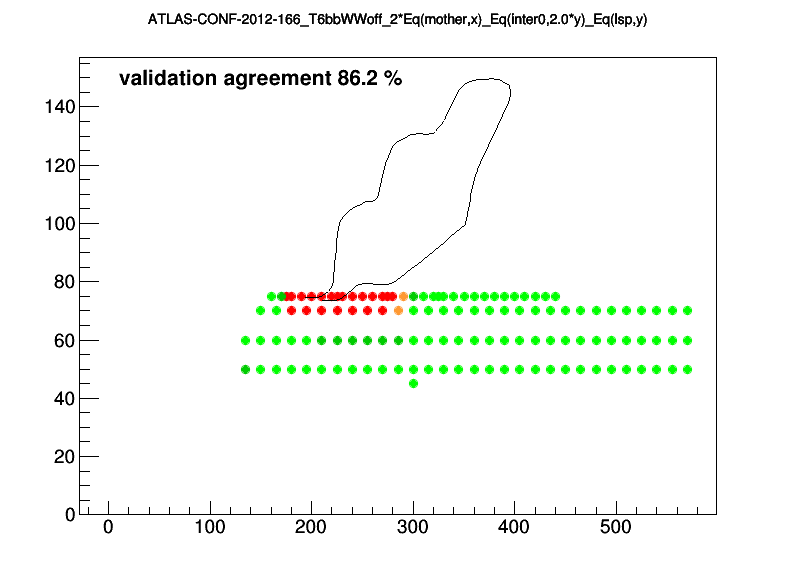 ATLAS-CONF-2012-166_T6bbWWoff_2*Eq(mother,x)_Eq(inter0,2.0*y)_Eq(lsp,y)
validation agreement 86.2 %
140
120
100
80
60
40
20
0
0 100 200 300 400 500